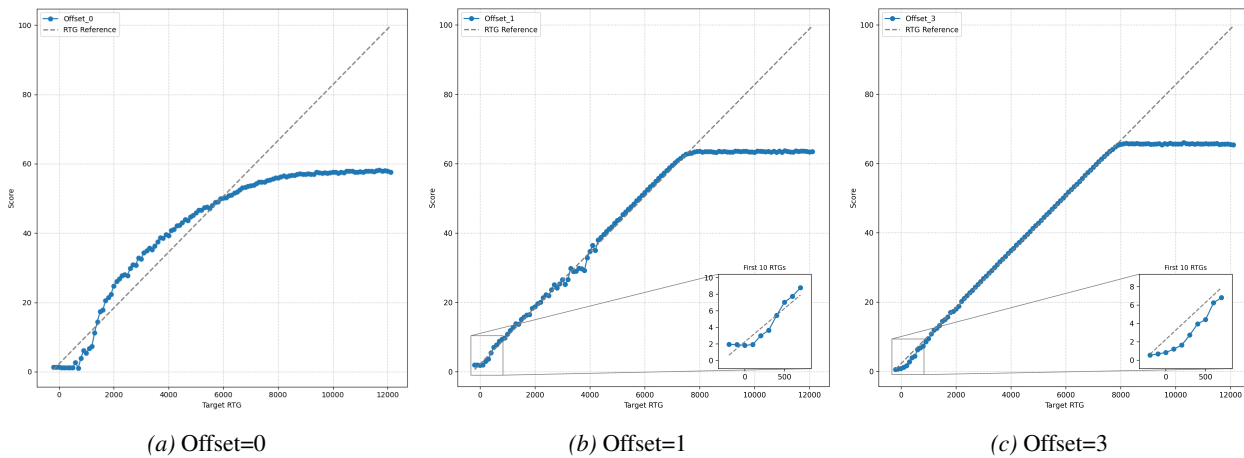 Offset_0
RTG Reference
100
80
60
40
20
0
Score
0 2000 4000 6000 8000 10000 12000
Target RTG
(a) Offset=0
Offset_1
RTG Reference
100
80
60
40
20
0
Score
First 10 RTGs
10
8
6
4
2
0
0 500
0 2000 4000 6000 8000 10000 12000
Target RTG
(b) Offset=1
Offset_3
RTG Reference
100
80
60
40
20
0
Score
First 10 RTGs
8
6
4
2
0
0 500
0 2000 4000 6000 8000 10000 12000
Target RTG
(c) Offset=3